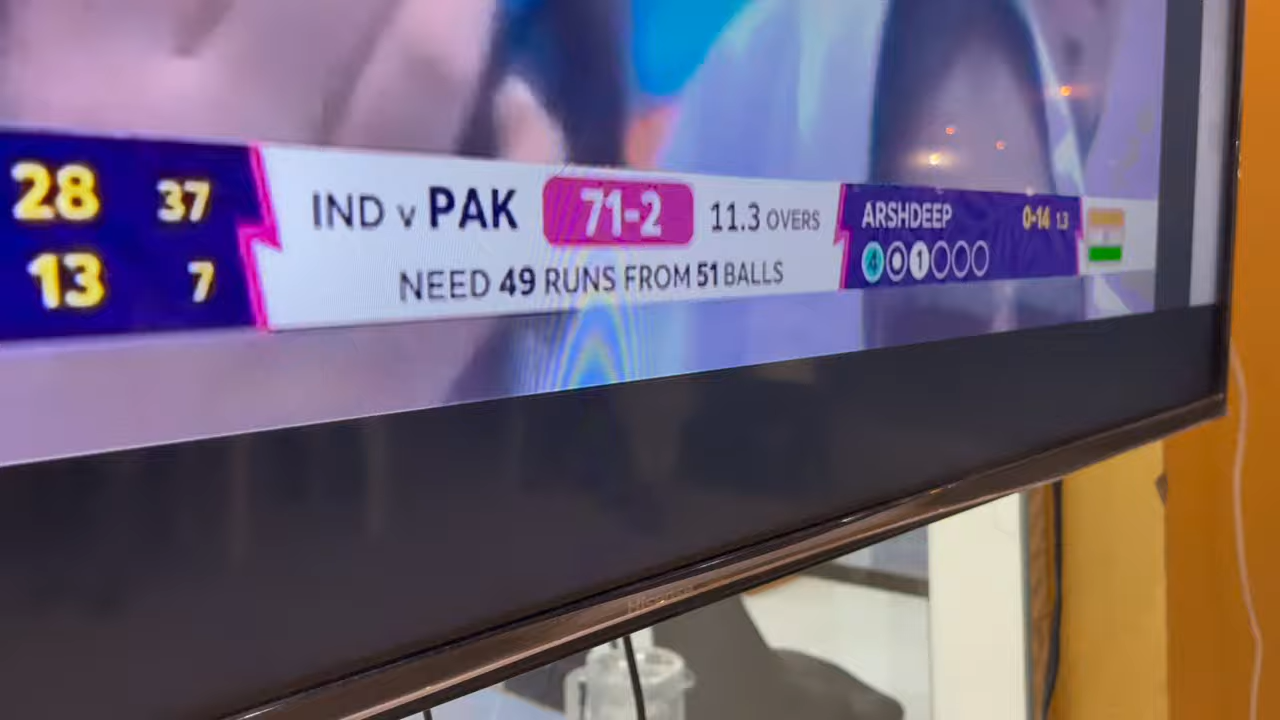 28 37
13 7
IND v PAK 71-2 11.3 OVERS
NEED 49 RUNS FROM 51 BALLS
ARSHDEEP 0-14 1.3
4 1
Hisense